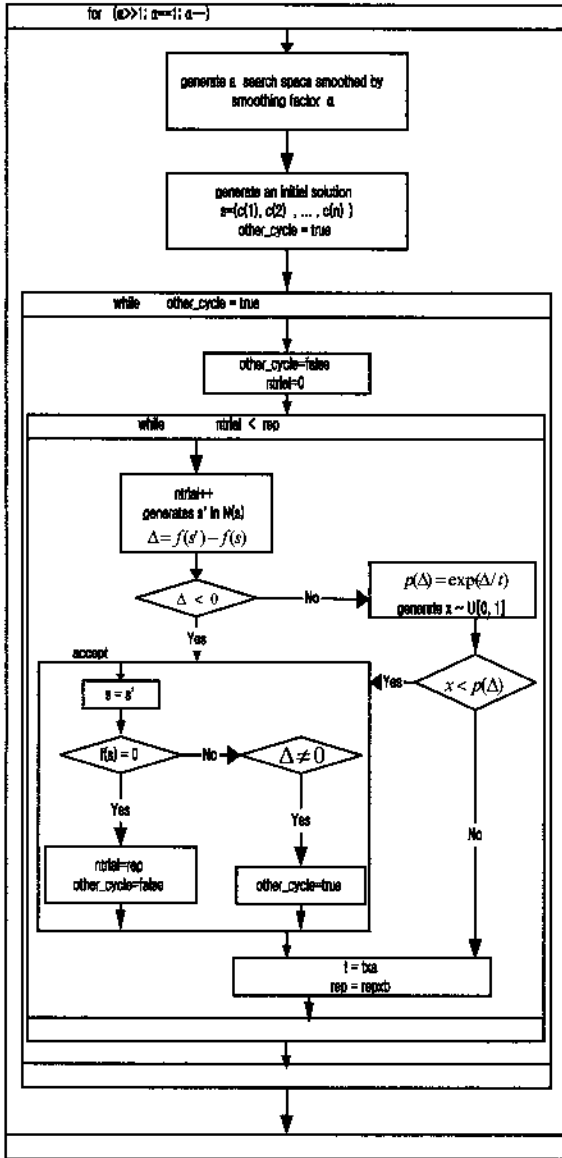 for (α>>1; α==1; α--)
generate a search space smoothed by
smoothing factor α
generate an initial solution
s={c(1), c(2) , ... , c(n) }
other_cycle = true
while other_cycle = true
other_cycle=false
ntrial=0
while ntrial < rep
ntrial++
generates s' in N(s)
Δ = f(s') − f(s)
Δ < 0
No
p(Δ) = exp(Δ/t)
generate x ~ U[0, 1]
Yes
accept
x < p(Δ)
Yes
s = s'
f(s) = 0
No
Δ ≠ 0
Yes
Yes
No
ntrial=rep
other_cycle=false
other_cycle=true
t = txa
rep = repxb